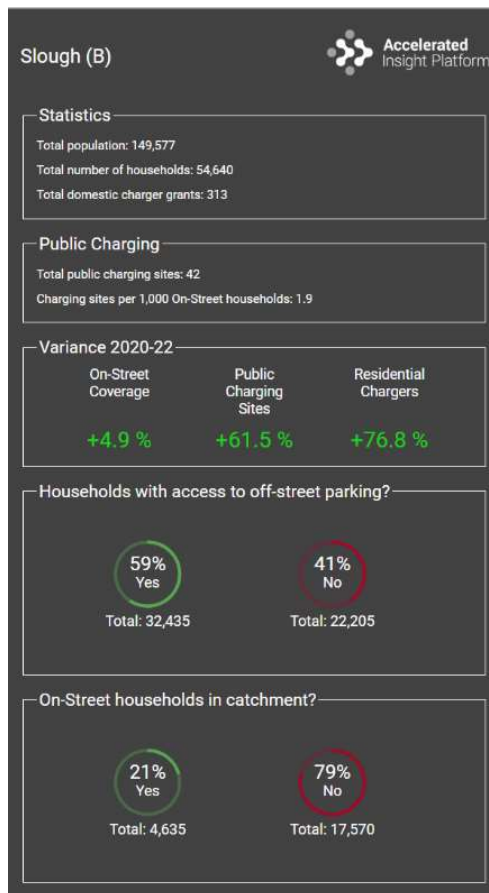 Slough (B)
Accelerated
Insight Platform
Statistics
Total population: 149,577
Total number of households: 54,640
Total domestic charger grants: 313
Public Charging
Total public charging sites: 42
Charging sites per 1,000 On-Street households: 1.9
Variance 2020-22
On-Street
Coverage
+4.9 %
Public
Charging
Sites
+61.5 %
Residential
Chargers
+76.8 %
Households with access to off-street parking?
59%
Yes
Total: 32,435
41%
No
Total: 22,205
On-Street households in catchment?
21%
Yes
Total: 4,635
79%
No
Total: 17,570